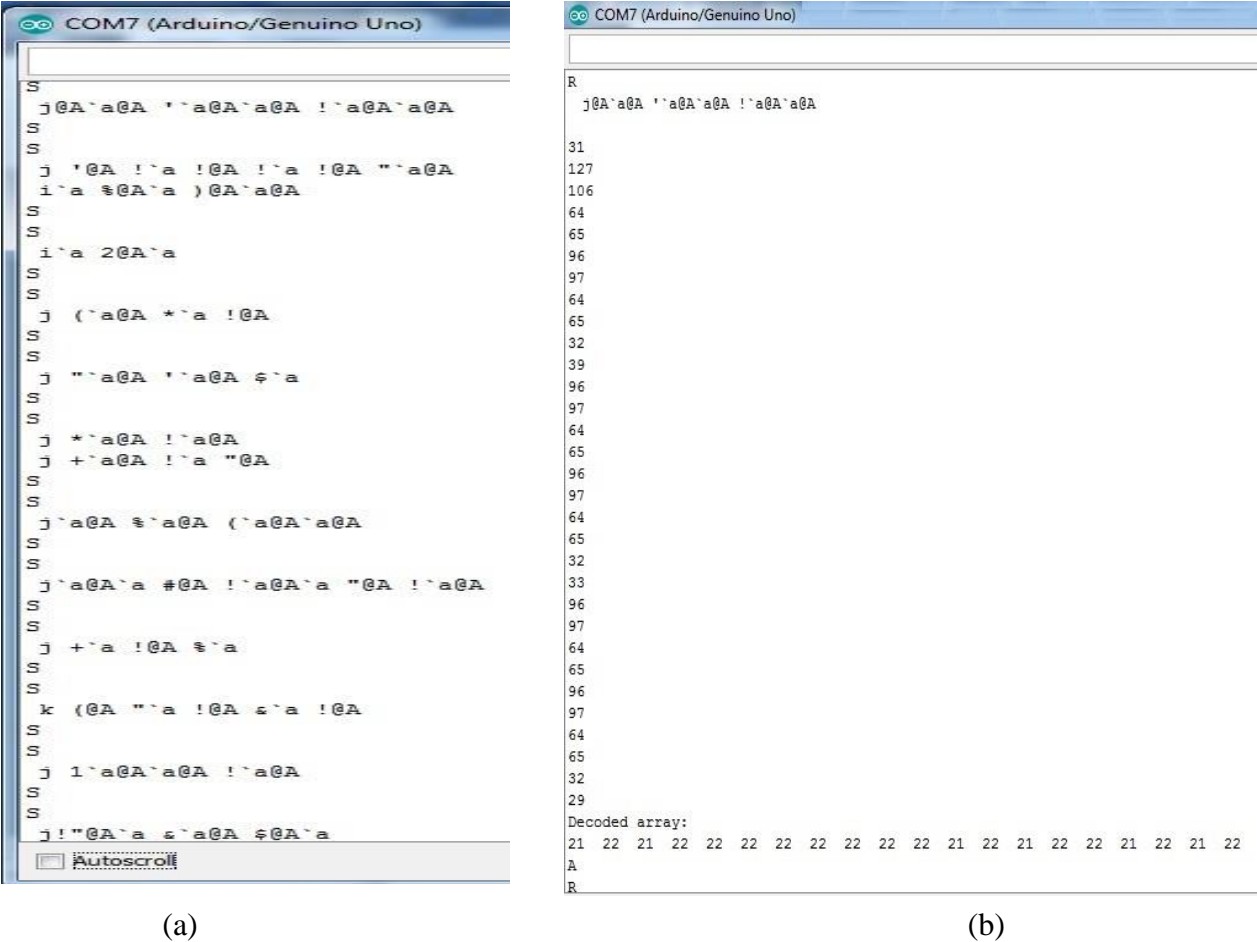 COM7 (Arduino/Genuino Uno)
S
j@A`a@A '`a@A`a@A !`a@A`a@A
S
S
j '@A !`a !@A !`a !@A "`a@A
i`a %@A`a )@A`a@A
S
S
i`a 2@A`a
S
S
j (`a@A *`a !@A
S
S
j "`a@A '`a@A $`a
S
S
j *`a@A !`a@A
j +`a@A !`a "@A
S
S
j`a@A %`a@A (`a@A`a@A
S
S
j`a@A`a #@A !`a@A`a "@A !`a@A
S
S
j +`a !@A %`a
S
S
k (@A "`a !@A &`a !@A
S
S
j 1`a@A`a@A !`a@A
S
S
j!"@A`a &`a@A $@A`a
Autoscroll
(a)
COM7 (Arduino/Genuino Uno)
R
j@A`a@A '`a@A`a@A !`a@A`a@A
31
127
106
64
65
96
97
64
65
32
39
96
97
64
65
96
97
64
65
32
33
96
97
64
65
96
97
64
65
32
29
Decoded array:
21 22 21 22 22 22 22 22 22 22 22 21 22 21 22 22 21 22 21 22
A
R
(b)